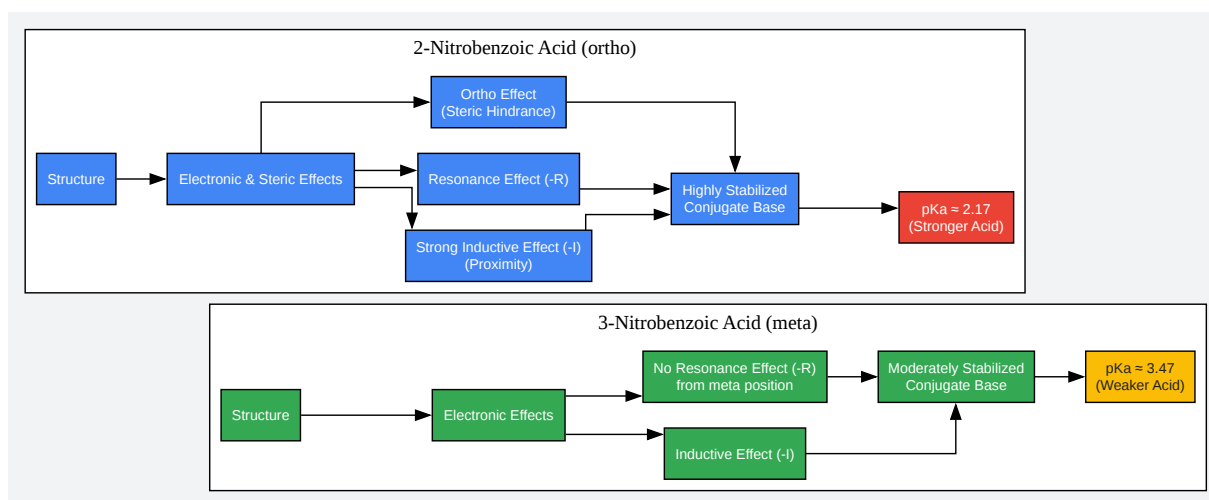 2-Nitrobenzoic Acid (ortho)
Ortho Effect
(Steric Hindrance)
Structure
Electronic & Steric Effects
Resonance Effect (-R)
Strong Inductive Effect (-I)
(Proximity)
Highly Stabilized
Conjugate Base
pKa ≈ 2.17
(Stronger Acid)
3-Nitrobenzoic Acid (meta)
Structure
Electronic Effects
No Resonance Effect (-R)
from meta position
Inductive Effect (-I)
Moderately Stabilized
Conjugate Base
pKa ≈ 3.47
(Weaker Acid)